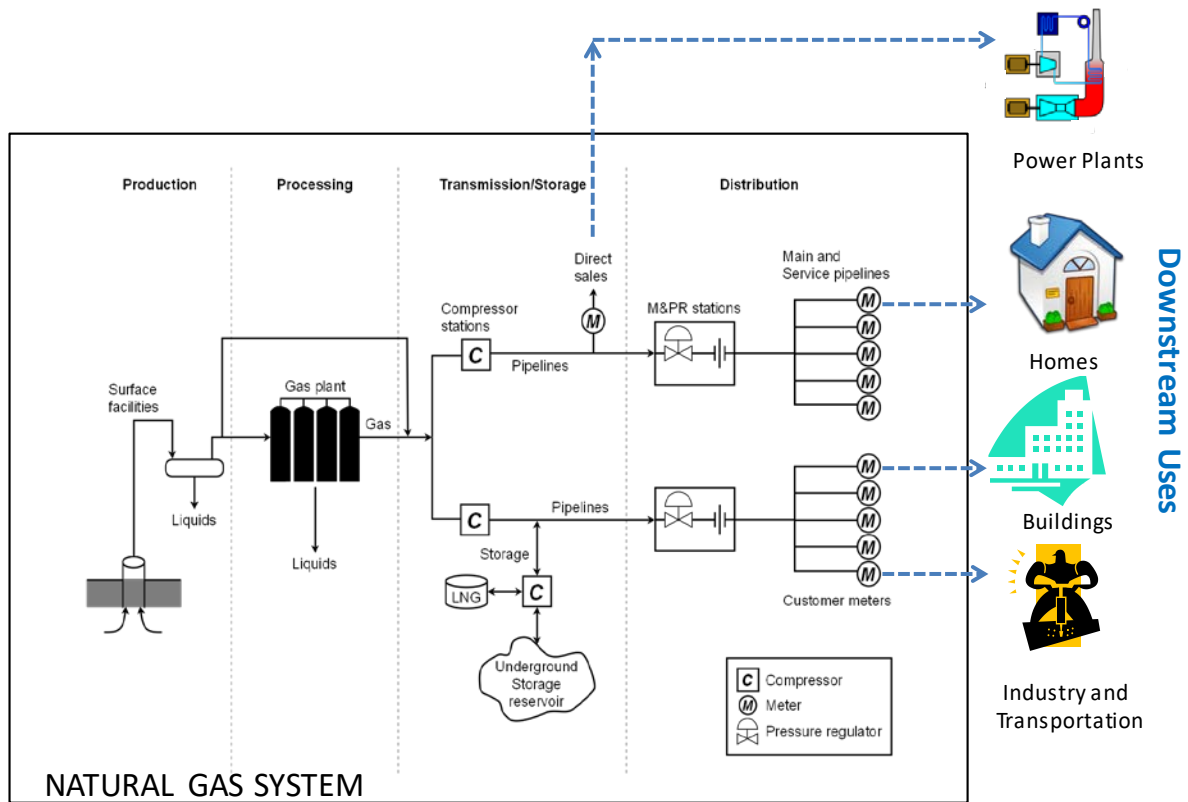 Power Plants
Production
Processing
Transmission/Storage
Distribution
Direct
sales
Main and
Service pipelines
M
Homes
Compressor
stations
M
M&PR stations
M
C
Pipelines
M
M
M
Surface
facilities
Gas plant
Gas
Liquids
Liquids
C
Pipelines
M
M
M
M
M
Buildings
Storage
LNG
C
Customer meters
Underground
Storage
reservoir
C Compressor
M Meter
Pressure regulator
Industry and
Transportation
Downstream Uses
NATURAL GAS SYSTEM